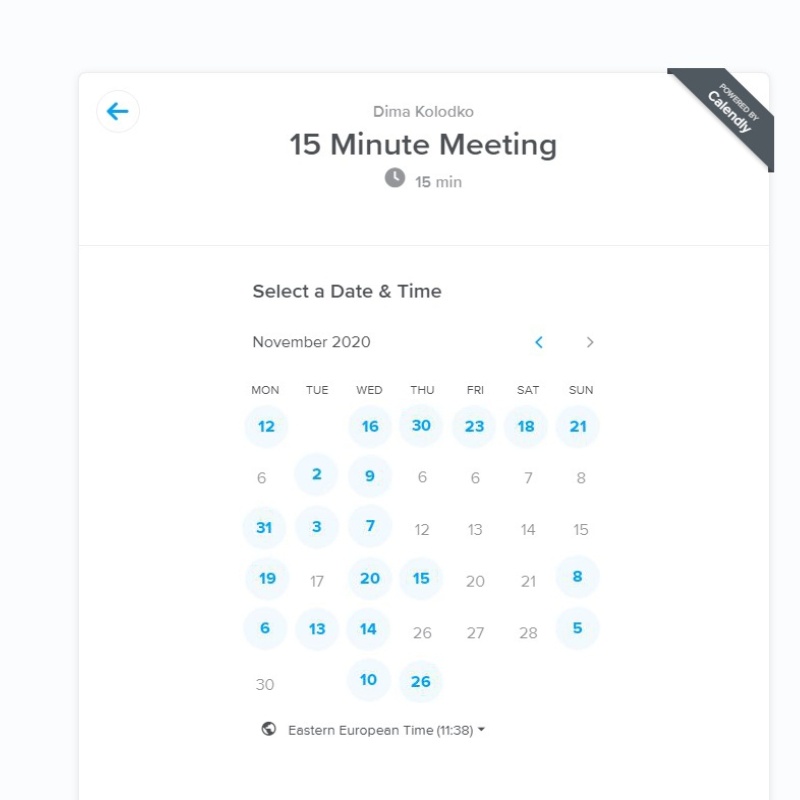 POWERED BY
Calendly
Dima Kolodko
15 Minute Meeting
15 min
Select a Date & Time
November 2020
MON TUE WED THU FRI SAT SUN
12 16 30 23 18 21
6 2 9 6 6 7 8
31 3 7 12 13 14 15
19 17 20 15 20 21 8
6 13 14 26 27 28 5
30 10 26
Eastern European Time (11:38)